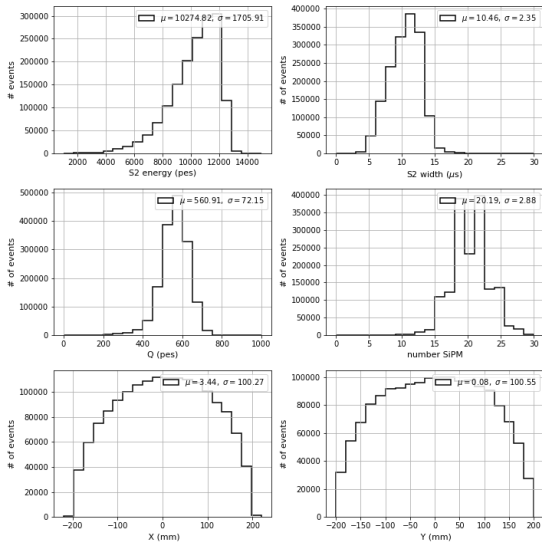 μ = 10274.82, σ = 1705.91
# of events
300000
250000
200000
150000
100000
50000
0
2000 4000 6000 8000 10000 12000 14000
S2 energy (pes)
μ = 10.46, σ = 2.35
# of events
400000
350000
300000
250000
200000
150000
100000
50000
0
0 5 10 15 20 25 30
S2 width (μs)
μ = 560.91, σ = 72.15
# of events
500000
400000
300000
200000
100000
0
0 200 400 600 800 1000
Q (pes)
μ = 20.19, σ = 2.88
# of events
400000
350000
300000
250000
200000
150000
100000
50000
0
0 5 10 15 20 25 30
number SiPM
μ = 3.44, σ = 100.27
# of events
100000
80000
60000
40000
20000
0
−200 −100 0 100 200
X (mm)
μ = 0.08, σ = 100.55
# of events
100000
80000
60000
40000
20000
0
−200 −150 −100 −50 0 50 100 150 200
Y (mm)